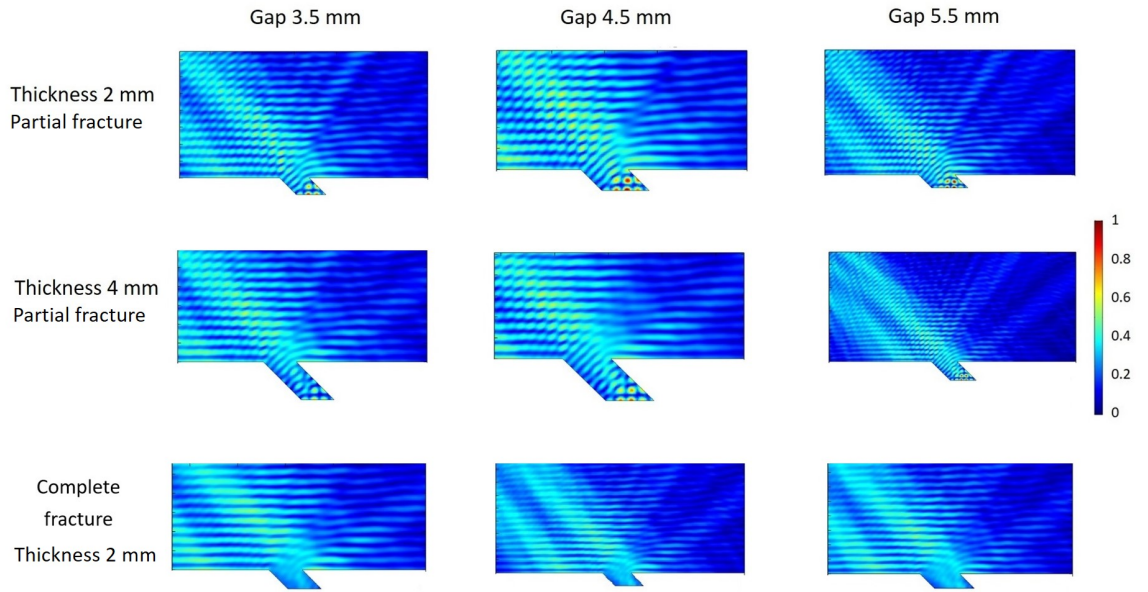 Gap 3.5 mm
Gap 4.5 mm
Gap 5.5 mm
Thickness 2 mm
Partial fracture
Thickness 4 mm
Partial fracture
1
0.8
0.6
0.4
0.2
0
Complete
fracture
Thickness 2 mm